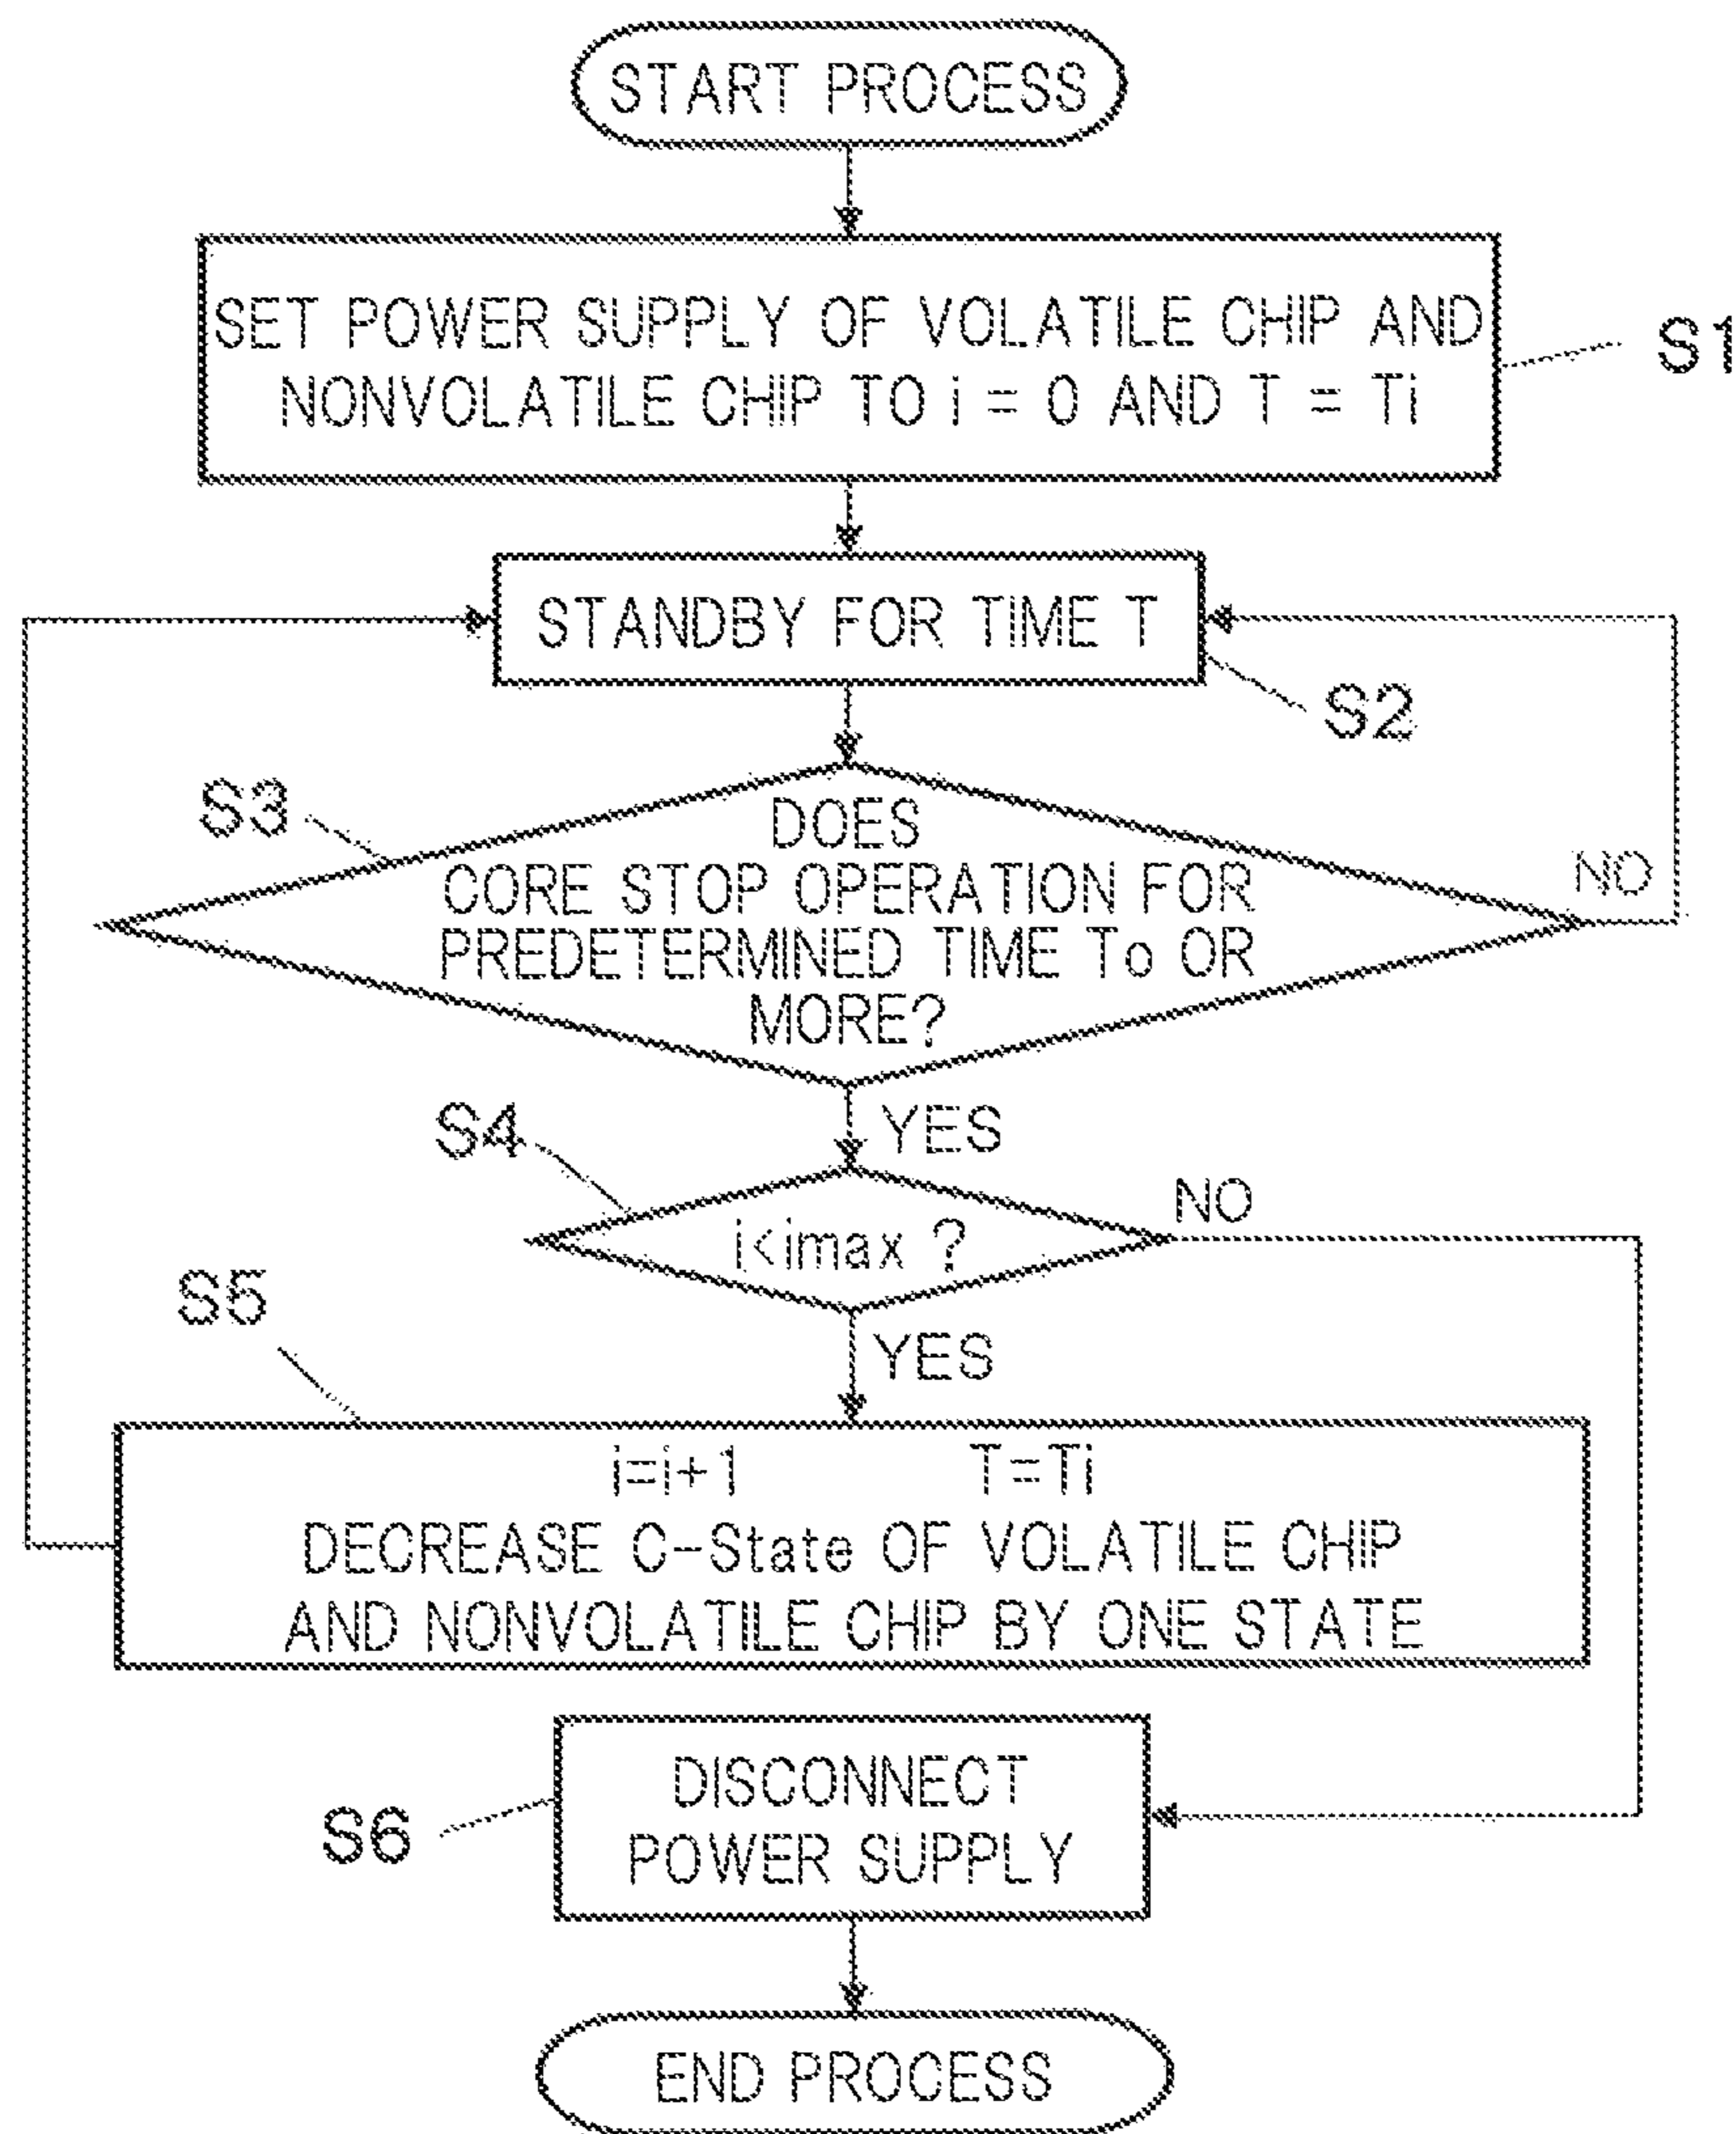 START PROCESS
SET POWER SUPPLY OF VOLATILE CHIP AND
NONVOLATILE CHIP TO i = 0 AND T = Ti
S1
STANDBY FOR TIME T
S2
S3
DOES
CORE STOP OPERATION FOR
PREDETERMINED TIME To OR
MORE?
NO
YES
S4
i<imax ?
NO
YES
S5
i=i+1 T=Ti
DECREASE C-State OF VOLATILE CHIP
AND NONVOLATILE CHIP BY ONE STATE
DISCONNECT
POWER SUPPLY
S6
END PROCESS